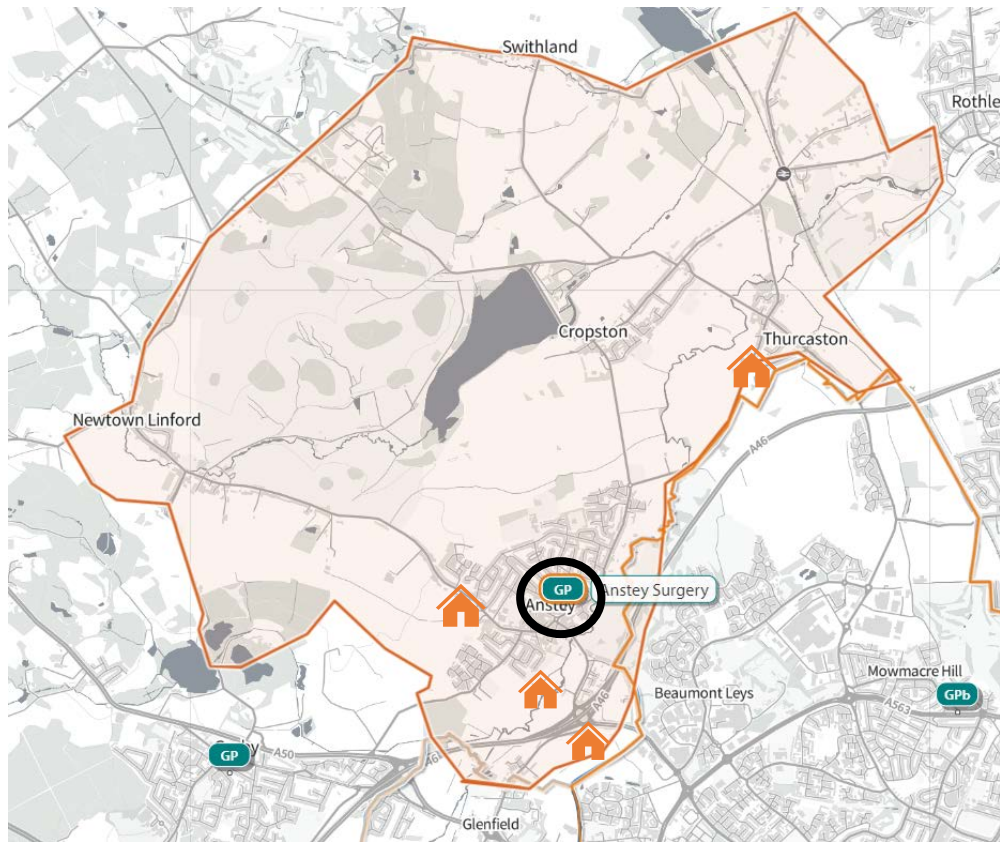 Swithland
Rothle
Cropston
Thurcaston
Newtown Linford
A46
GP
Anstey Surgery
Anstey
Mowmacre Hill
Beaumont Leys
GPb
A563
A46
GP
A50
Glenfield